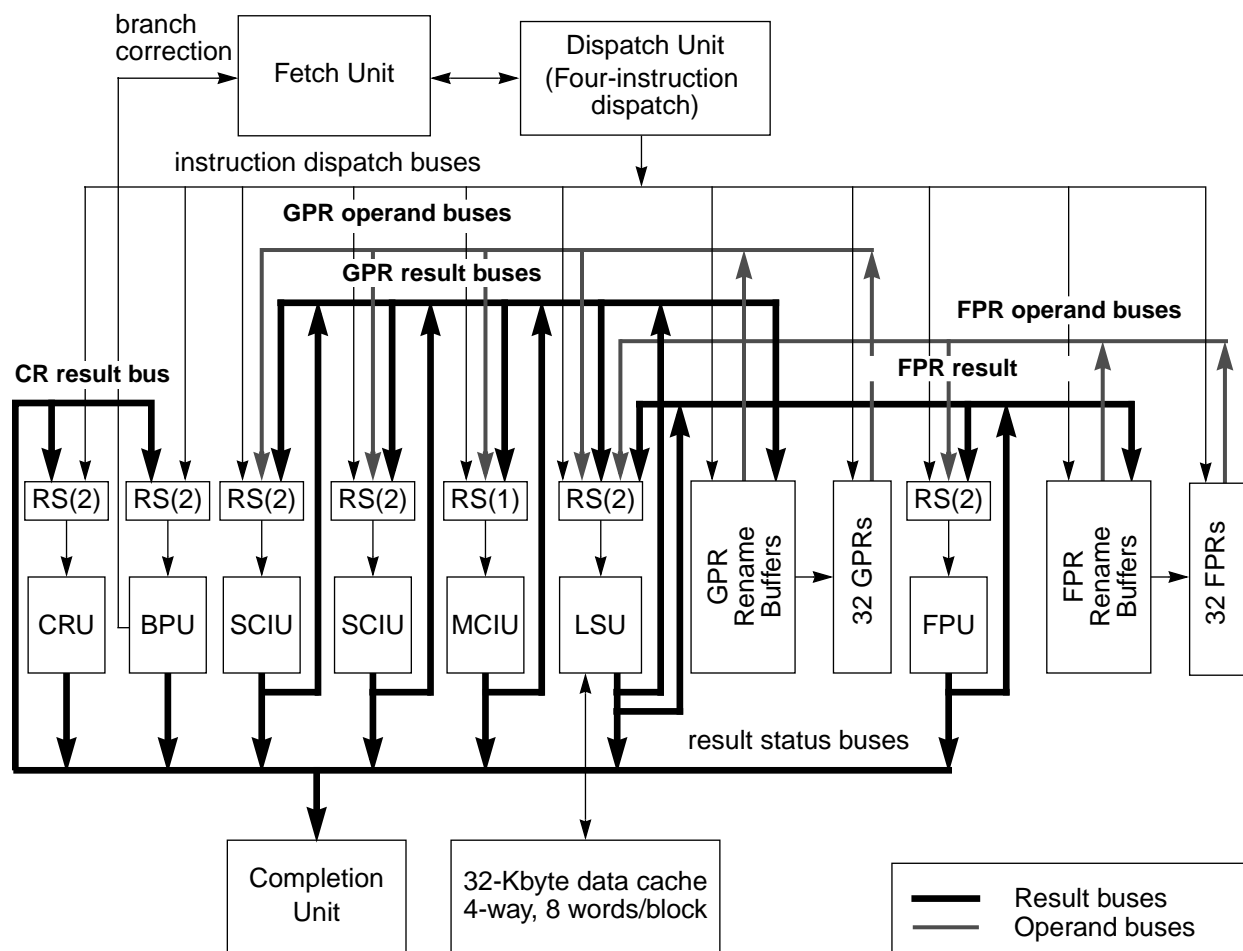 branch
correction
Fetch Unit
Dispatch Unit
(Four-instruction
dispatch)
instruction dispatch buses
GPR operand buses
GPR result buses
FPR operand buses
CR result bus
FPR result
RS(2)
RS(2)
RS(2)
RS(2)
RS(1)
RS(2)
RS(2)
CRU
BPU
SCIU
SCIU
MCIU
LSU
GPR
Rename
Buffers
32 GPRs
FPU
FPR
Rename
Buffers
32 FPRs
result status buses
Completion
Unit
32-Kbyte data cache
4-way, 8 words/block
Result buses
Operand buses